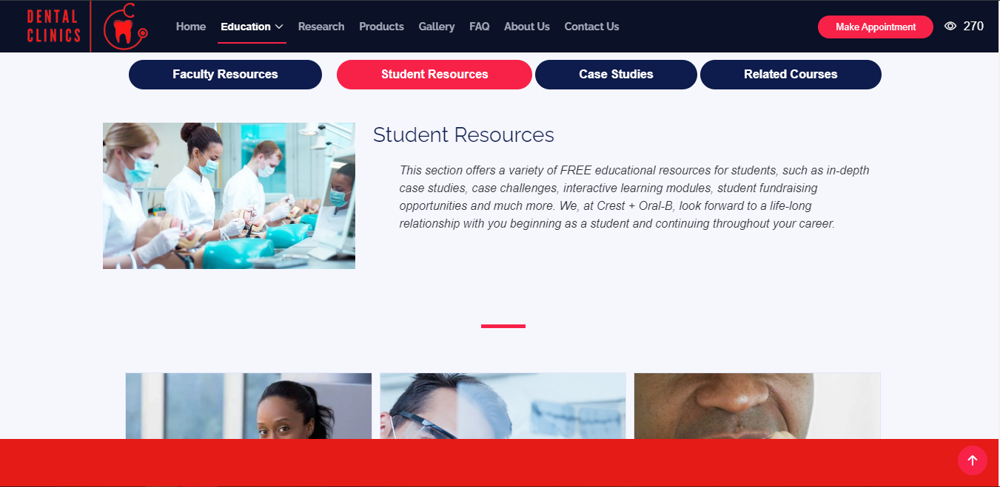 DENTAL
CLINICS
Home Education Research Products Gallery FAQ About Us Contact Us Make Appointment 270
Faculty Resources Student Resources Case Studies Related Courses
Student Resources
This section offers a variety of FREE educational resources for students, such as in-depth
case studies, case challenges, interactive learning modules, student fundraising
opportunities and much more. We, at Crest + Oral-B, look forward to a life-long
relationship with you beginning as a student and continuing throughout your career.